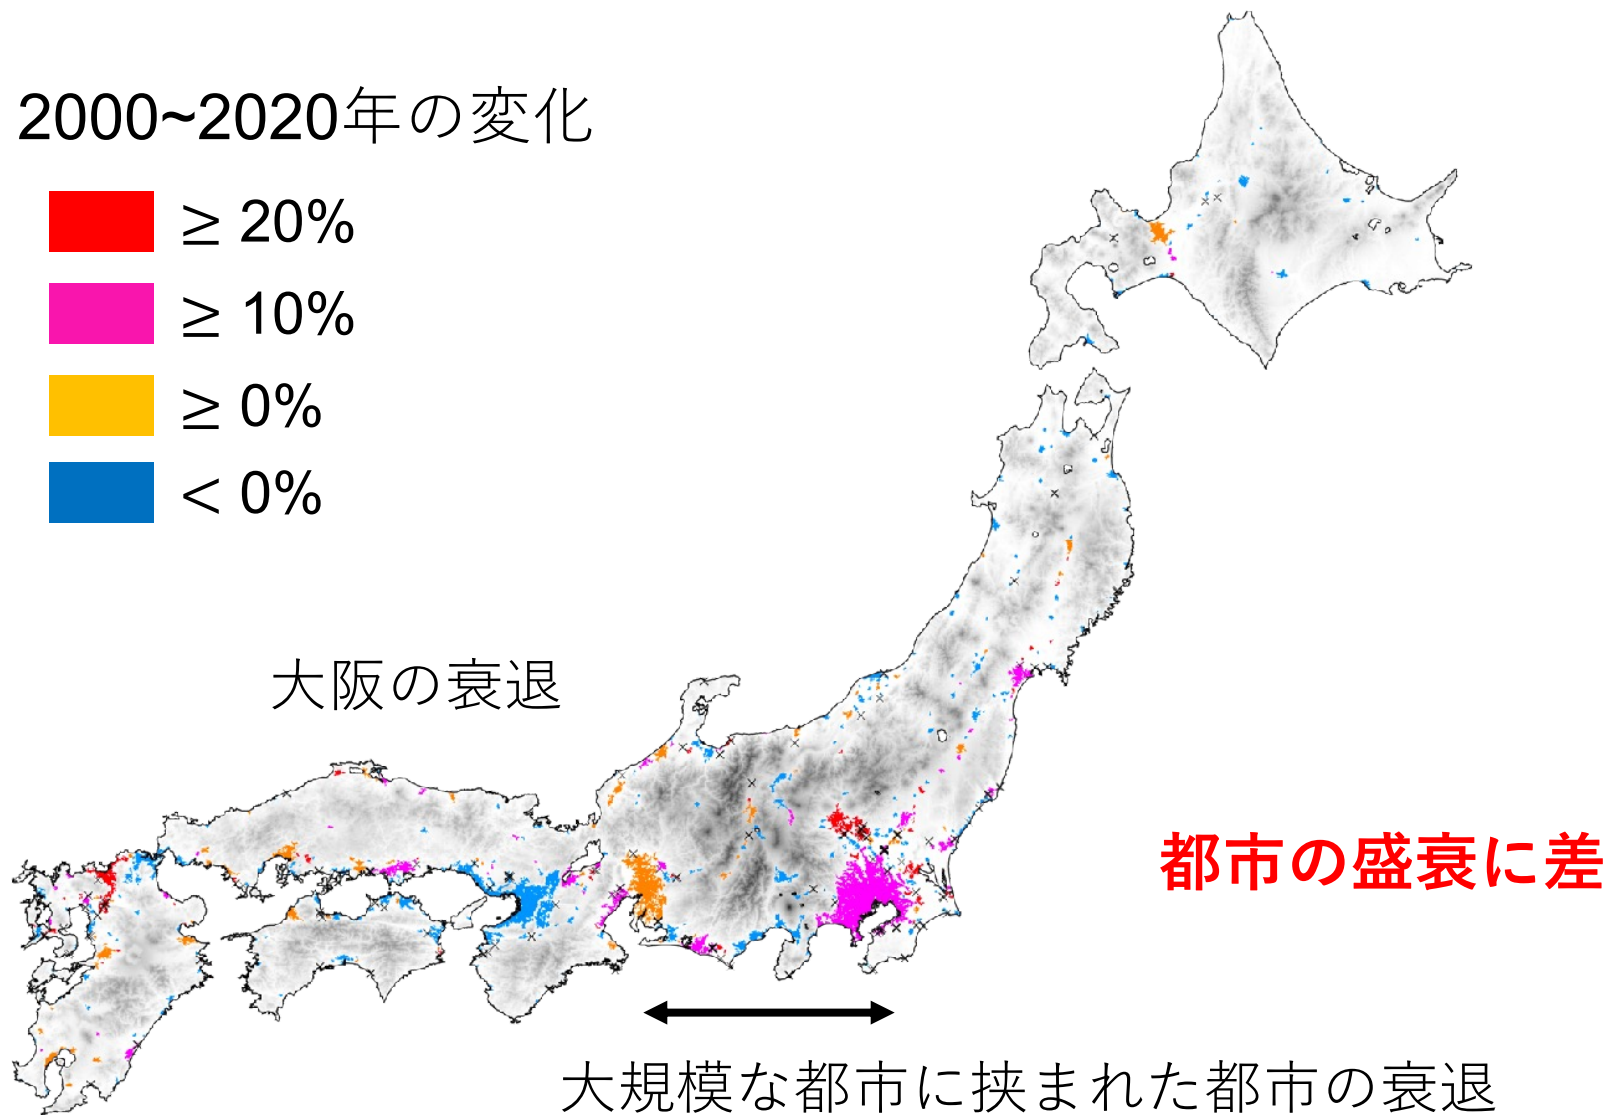 2000~2020年の変化
≥ 20%
≥ 10%
≥ 0%
< 0%
大阪の衰退
都市の盛衰に差
大規模な都市に挟まれた都市の衰退